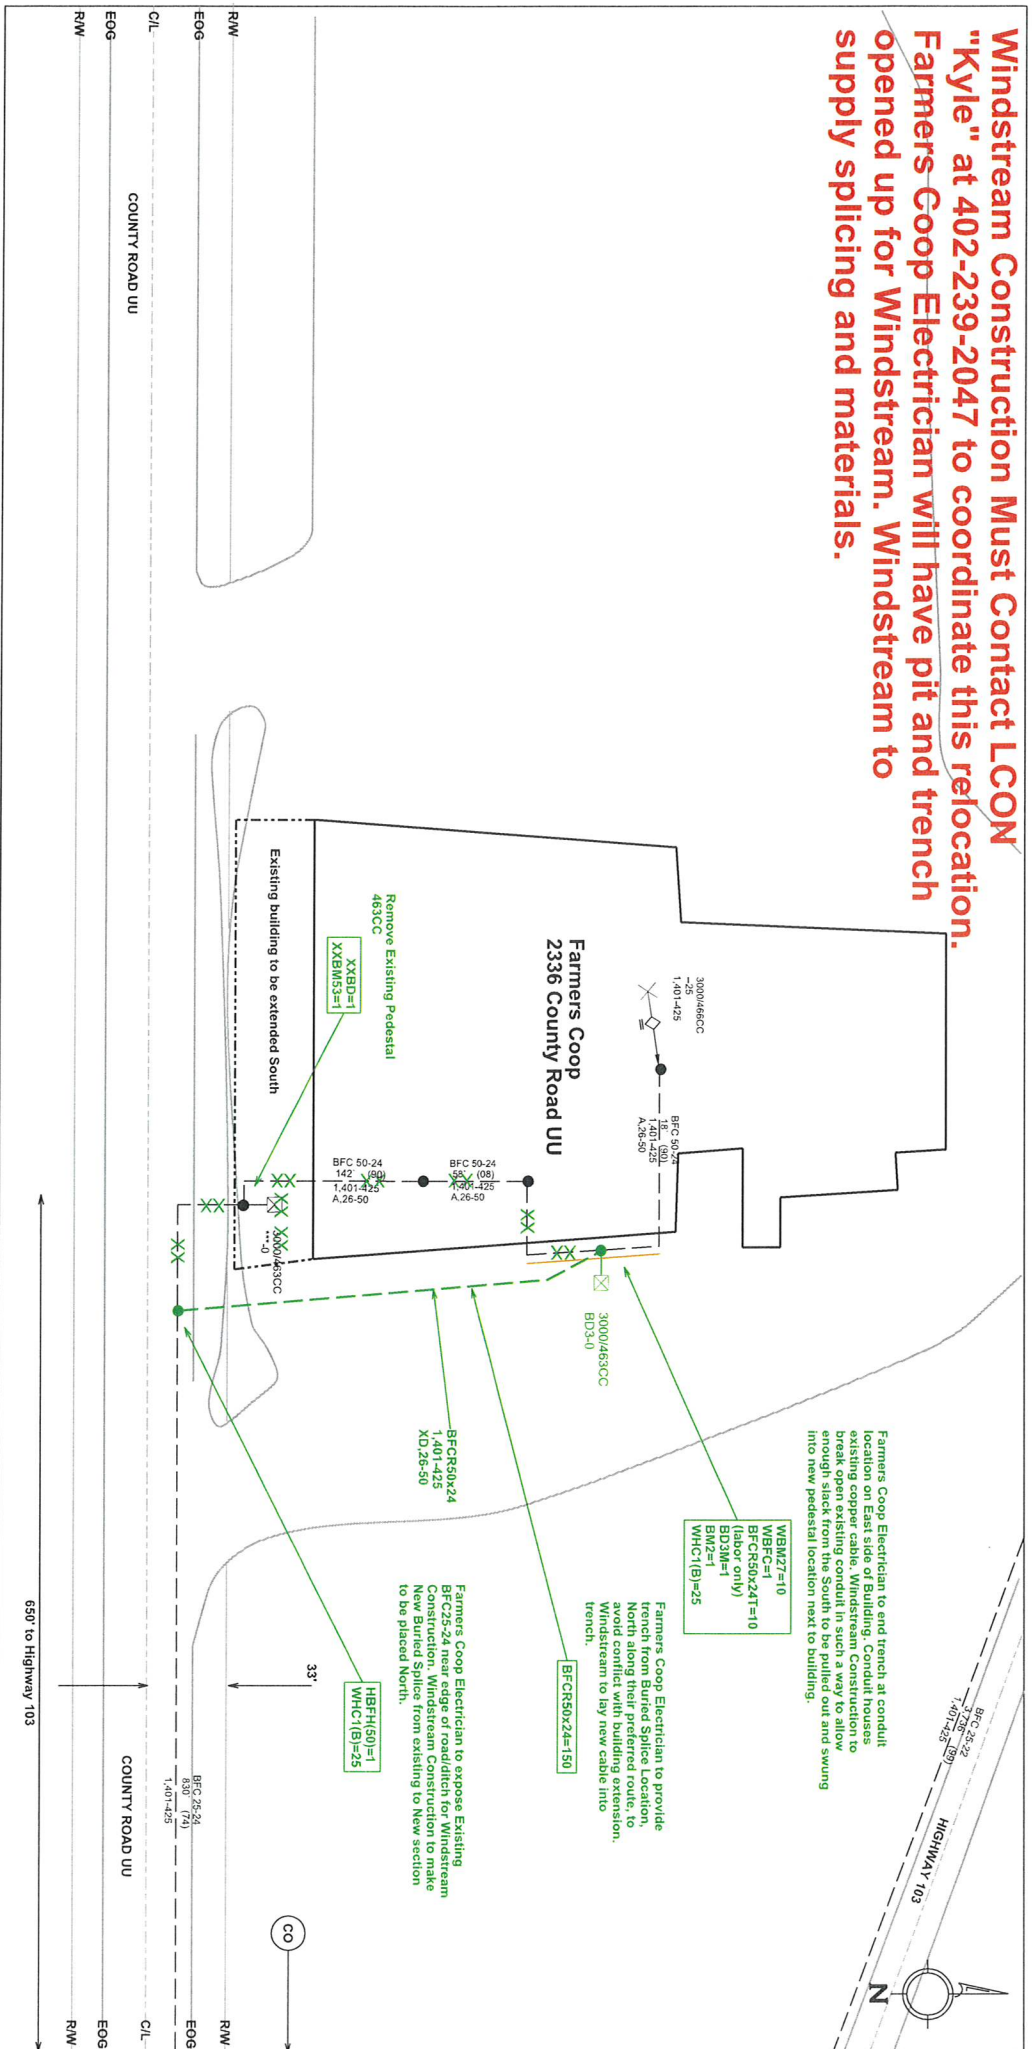 Windstream Construction Must Contact LCON
"Kyle" at 402-239-2047 to coordinate this relocation.
Farmers Coop Electrician will have pit and trench
opened up for Windstream. Windstream to
supply splicing and materials.
R/W
EOG
C/L
EOG
R/W
COUNTY ROAD UU
Existing building to be extended South
Remove Existing Pedestal
463CC
XXBD=1
XXBM53=1
Farmers Coop
2336 County Road UU
3000/466CC
-25
1,401-425
BFC 50-24
18' (90)
1,401-425
A,26-50
BFC 50-24
142' (90)
1,401-425
A,26-50
BFC 50-24
58' (08)
1,401-425
A,26-50
3000/463CC
***-0
3000/463CC
BD3-0
BFCR50x24
1,401-425
XD,26-50
Farmers Coop Electrician to end trench at conduit
location on East side of Building. Conduit houses
existing copper cable. Windstream Construction to
break open existing conduit in such a way to allow
enough slack from the South to be pulled out and swung
into new pedestal location next to building.
WBM27=10
WBFC=1
BFCR50x24T=10
(labor only)
BD3M=1
BM2=1
WHC1(B)=25
Farmers Coop Electrician to provide
trench from Buried Splice Location,
North along their preferred route, to
avoid conflict with building extension.
Windstream to lay new cable into
trench.
BFCR50x24=150
Farmers Coop Electrician to expose Existing
BFC25-24 near edge of road/ditch for Windstream
Construction. Windstream Construction to make
New Buried Splice from existing to New section
to be placed North.
HBFH(50)=1
WHC1(B)=25
33'
BFC 25-22
3,736' (99)
1,401-425
HIGHWAY 103
N
CO
BFC 25-24
830' (74)
1,401-425
COUNTY ROAD UU
650' to Highway 103
R/W
EOG
C/L
EOG
R/W